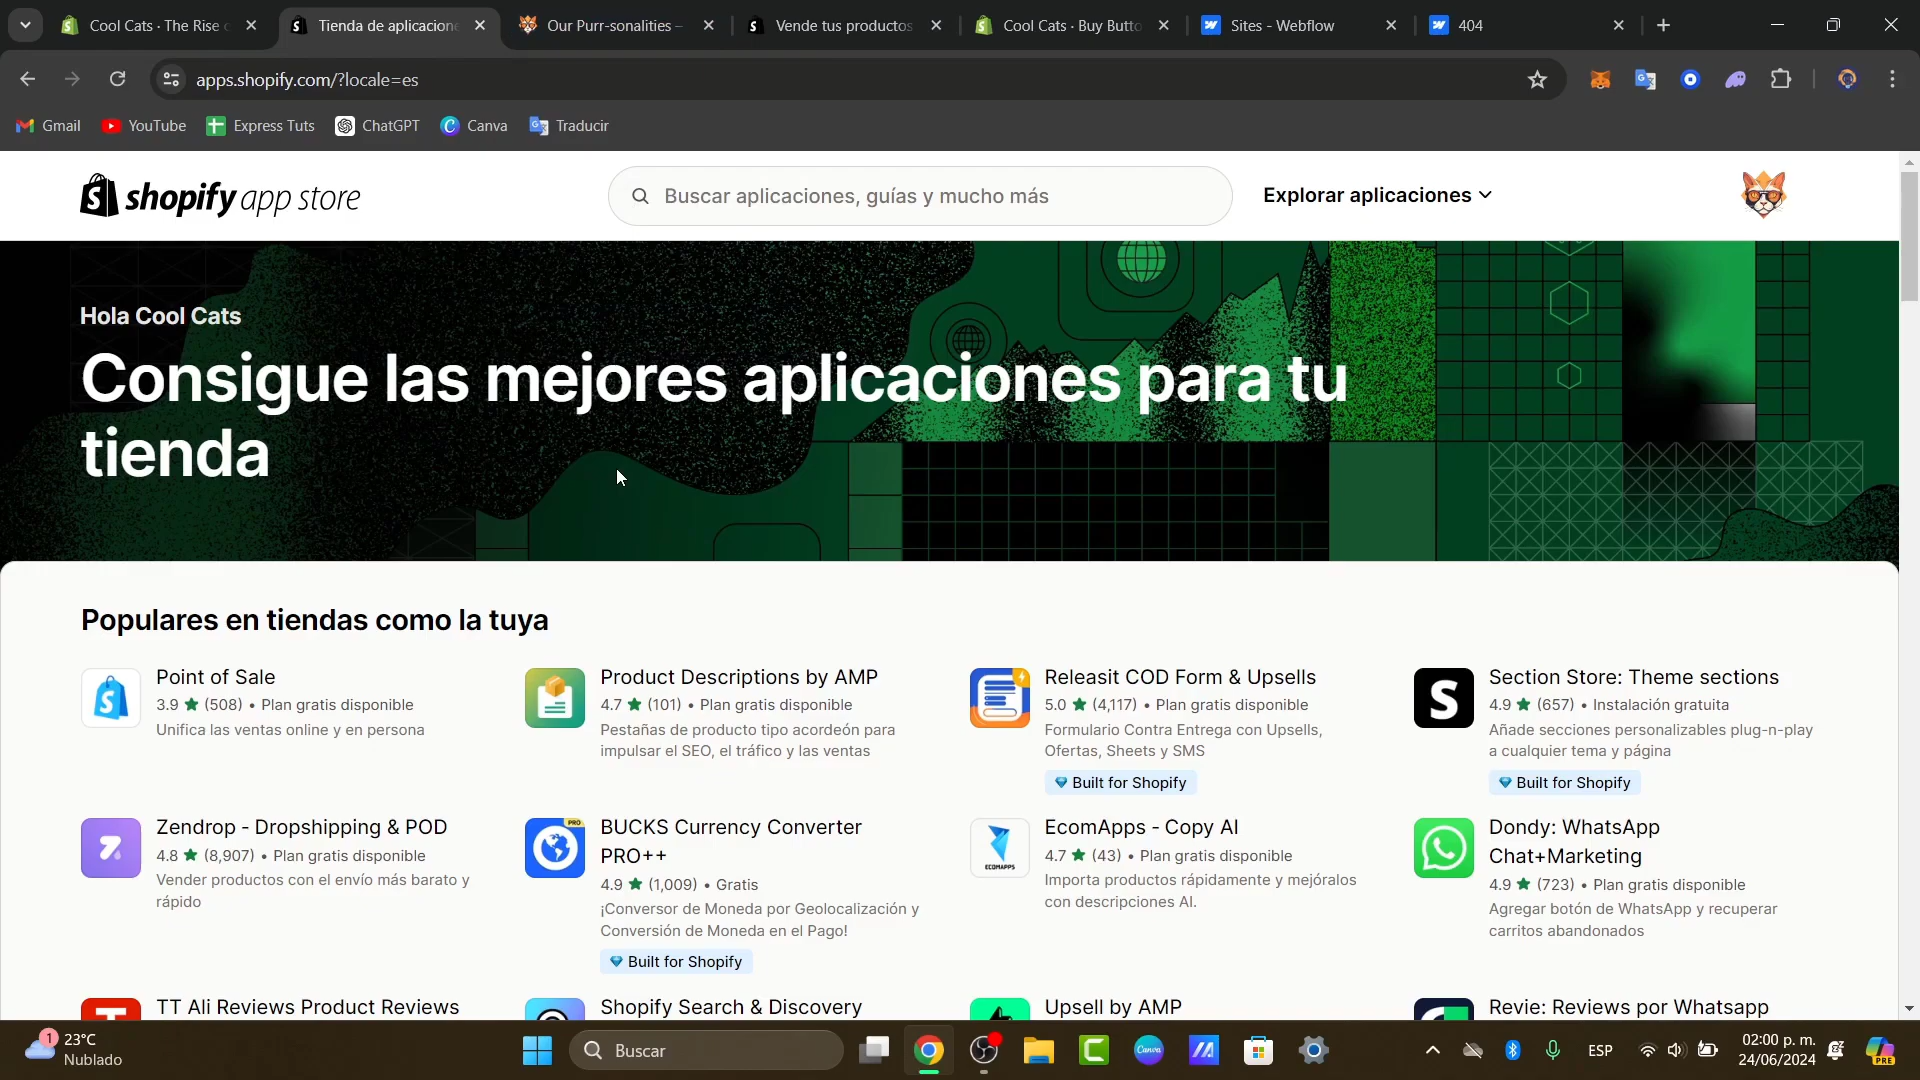 Cool Cats · The Rise
Tienda de aplicacione
Our Purr-sonalities –
Vende tus productos
Cool Cats · Buy Butto
Sites - Webflow
404
apps.shopify.com/?locale=es
Gmail
YouTube
Express Tuts
ChatGPT
Canva
Traducir
shopify app store
Buscar aplicaciones, guías y mucho más
Explorar aplicaciones
Hola Cool Cats
Consigue las mejores aplicaciones para tu
tienda
Populares en tiendas como la tuya
Point of Sale
3.9 ★ (508) • Plan gratis disponible
Unifica las ventas online y en persona
Product Descriptions by AMP
4.7 ★ (101) • Plan gratis disponible
Pestañas de producto tipo acordeón para
impulsar el SEO, el tráfico y las ventas
Releasit COD Form & Upsells
5.0 ★ (4,117) • Plan gratis disponible
Formulario Contra Entrega con Upsells,
Ofertas, Sheets y SMS
Built for Shopify
Section Store: Theme sections
4.9 ★ (657) • Instalación gratuita
Añade secciones personalizables plug-n-play
a cualquier tema y página
Built for Shopify
Zendrop - Dropshipping & POD
4.8 ★ (8,907) • Plan gratis disponible
Vender productos con el envío más barato y
rápido
PRO
BUCKS Currency Converter
PRO++
4.9 ★ (1,009) • Gratis
¡Conversor de Moneda por Geolocalización y
Conversión de Moneda en el Pago!
Built for Shopify
ECOMAPPS
EcomApps - Copy AI
4.7 ★ (43) • Plan gratis disponible
Importa productos rápidamente y mejóralos
con descripciones AI.
Dondy: WhatsApp
Chat+Marketing
4.9 ★ (723) • Plan gratis disponible
Agregar botón de WhatsApp y recuperar
carritos abandonados
TT Ali Reviews Product Reviews
Shopify Search & Discovery
Upsell by AMP
Revie: Reviews por Whatsapp
1
23°C
Nublado
Buscar
Canva
ESP
02:00 p. m.
24/06/2024
PRE